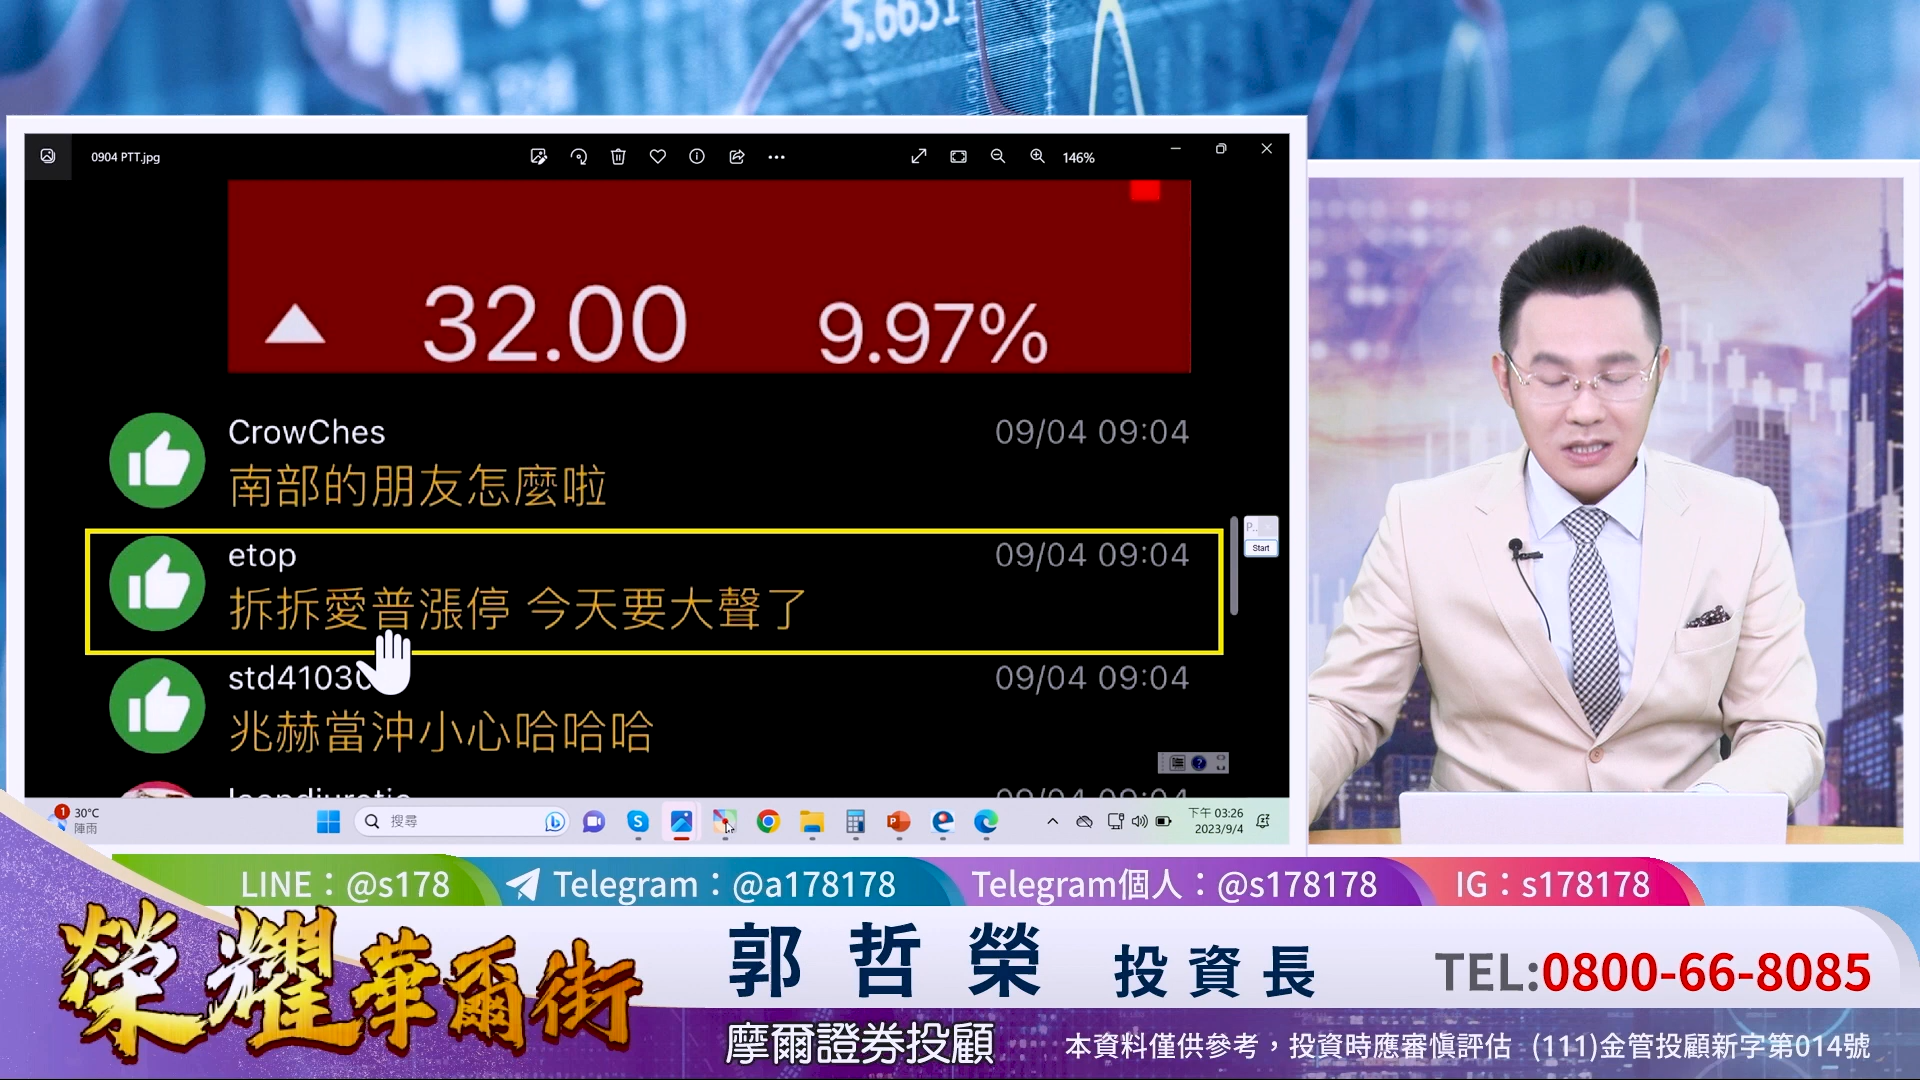 5.6631
0904 PTT.jpg
146%
32.00
9.97%
CrowChes
09/04 09:04
南部的朋友怎麼啦
etop
09/04 09:04
拆拆愛普漲停 今天要大聲了
P..
Start
std4103
09/04 09:04
兆赫當沖小心哈哈哈
1
30°C
陣雨
搜尋
下午 03:26
2023/9/4
LINE：@s178
Telegram：@a178178
Telegram個人：@s178178
IG：s178178
榮耀華爾街
郭哲榮 投資長
TEL:0800-66-8085
摩爾證券投顧
本資料僅供參考，投資時應審慎評估 (111)金管投顧新字第014號